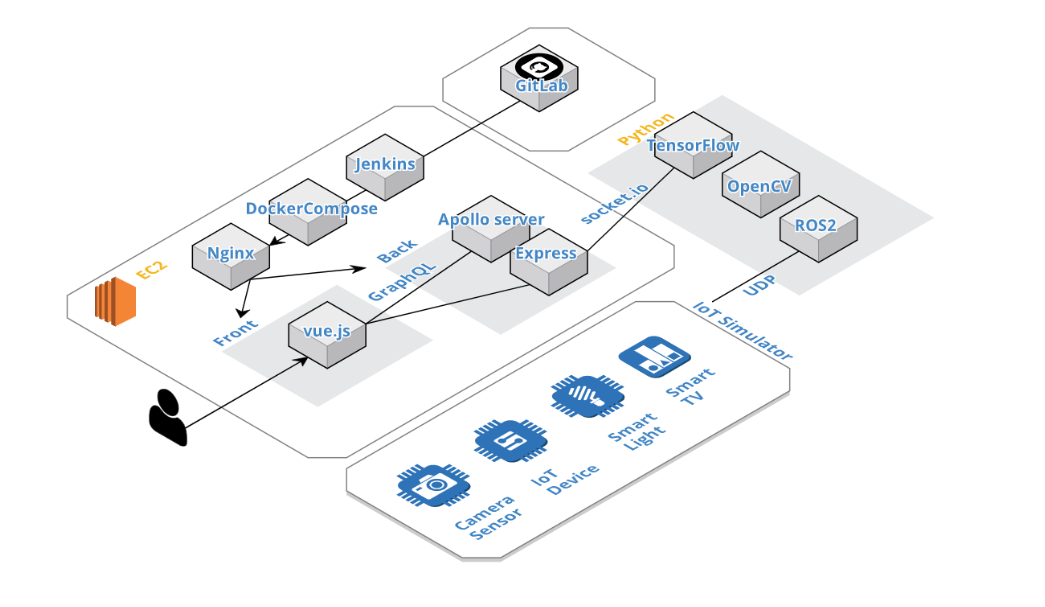 GitLab
Python
TensorFlow
Jenkins
OpenCV
socket.io
DockerCompose
Apollo server
ROS2
Back
Nginx
Express
EC2
GraphQL
UDP
Front
vue.js
IoT Simulator
Smart
TV
Smart
Light
IoT
Device
Camera
Sensor